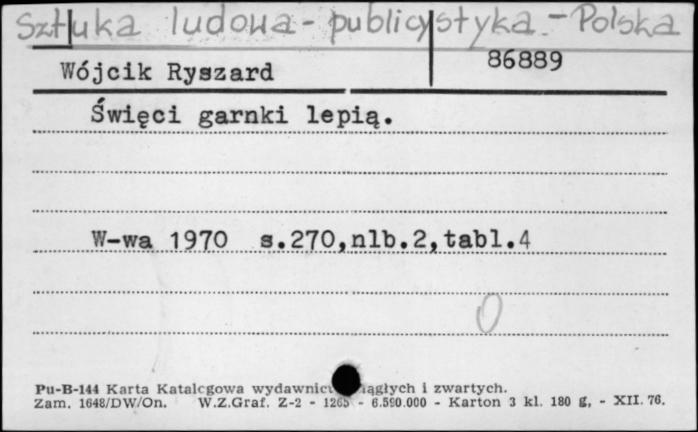 Sztuka ludowa - publicystyka - Polska
Wójcik Ryszard 86889
Święci garnki lepią.
W-wa 1970 s.270,nlb.2,tabl.4
0
Pu-B-144 Karta Katalogowa i zwartych.
Zam. 1648/DW/On. W.Z.Graf. Z-2 - 1265 - 6.590.000 - Karton 3 kl. 180 g, - XII. 76.